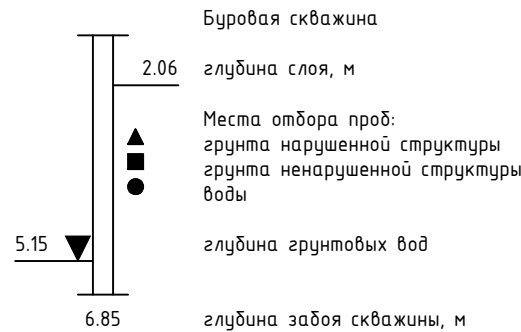 Буровая скважина
2.06 глубина слоя, м
Места отбора проб:
грунта нарушенной структуры
грунта ненарушенной структуры
воды
5.15 глубина грунтовых вод
6.85 глубина забоя скважины, м